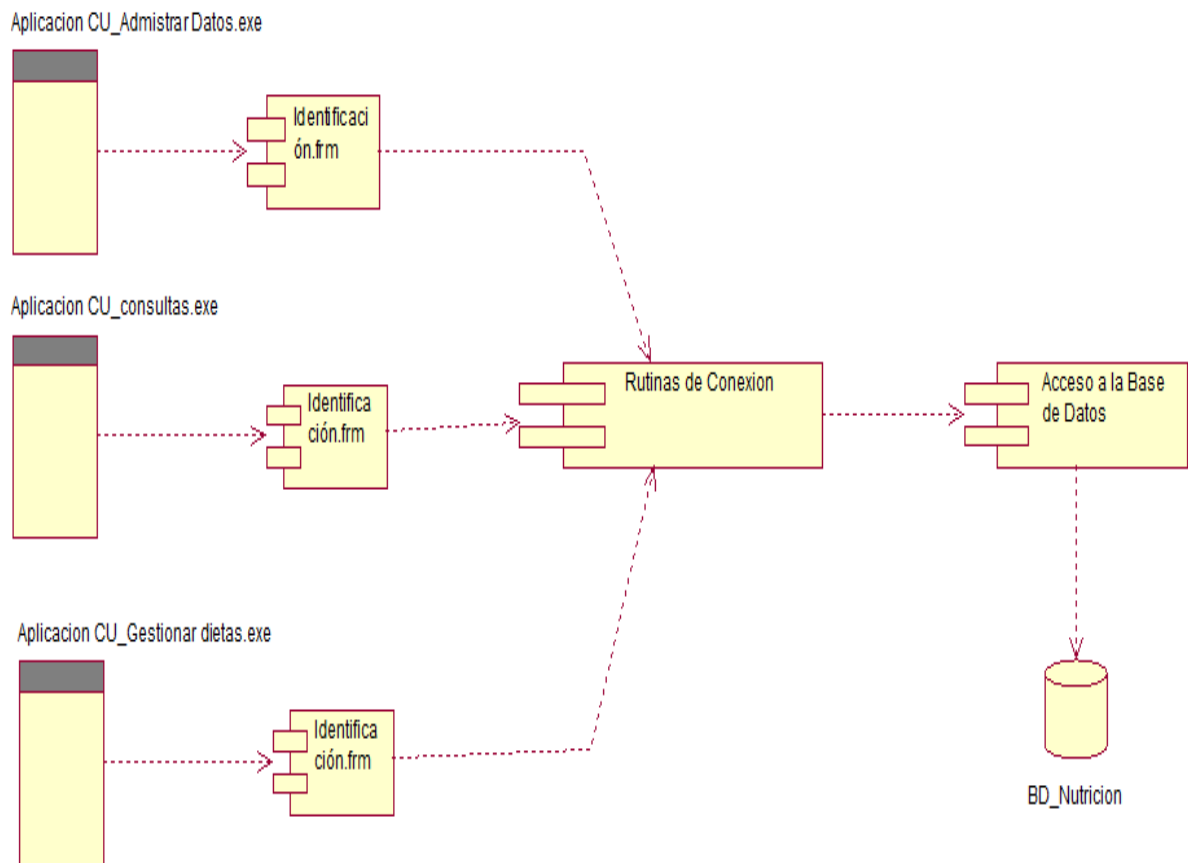 Aplicacion CU_Admistrar Datos.exe
Identificaci
ón.frm
Aplicacion CU_consultas.exe
Identifica
ción.frm
Rutinas de Conexion
Acceso a la Base
de Datos
Aplicacion CU_Gestionar dietas.exe
Identifica
ción.frm
BD_Nutricion